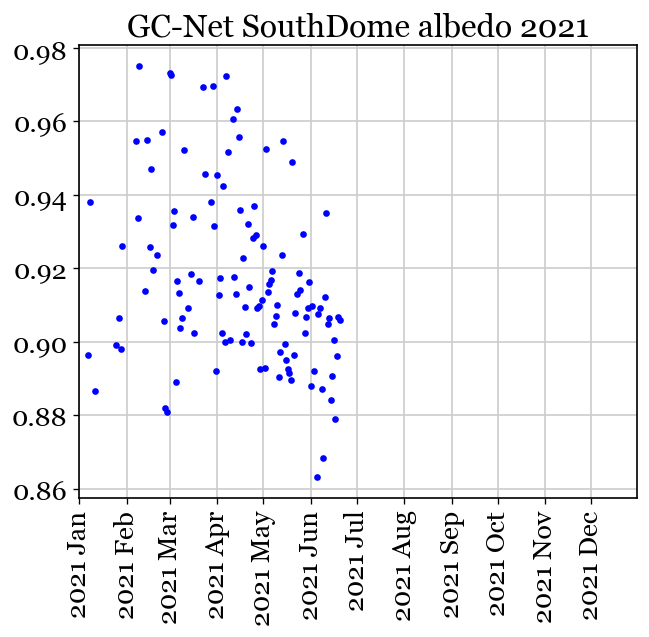 GC-Net SouthDome albedo 2021
0.98
0.96
0.94
0.92
0.90
0.88
0.86
2021 Jan
2021 Feb
2021 Mar
2021 Apr
2021 May
2021 Jun
2021 Jul
2021 Aug
2021 Sep
2021 Oct
2021 Nov
2021 Dec